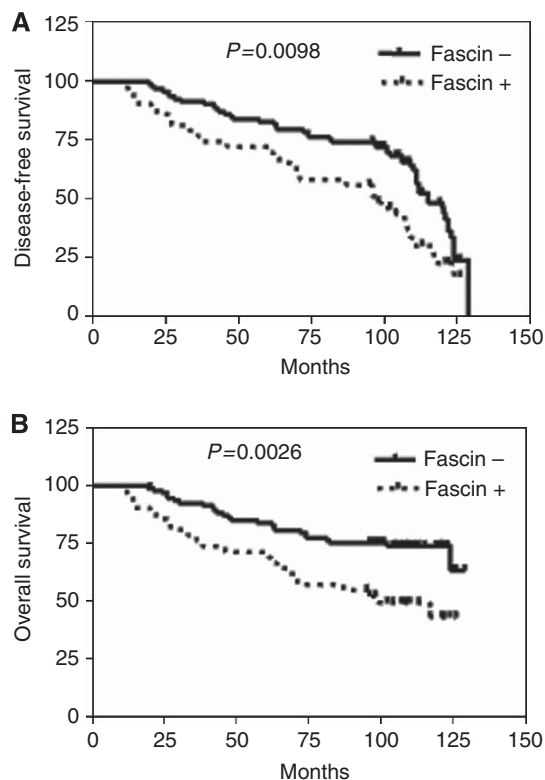 A
125
P=0.0098
Fascin –
Fascin +
100
75
50
25
0
Disease-free survival
0 25 50 75 100 125 150
Months
B
125
P=0.0026
Fascin –
Fascin +
100
75
50
25
0
Overall survival
0 25 50 75 100 125 150
Months